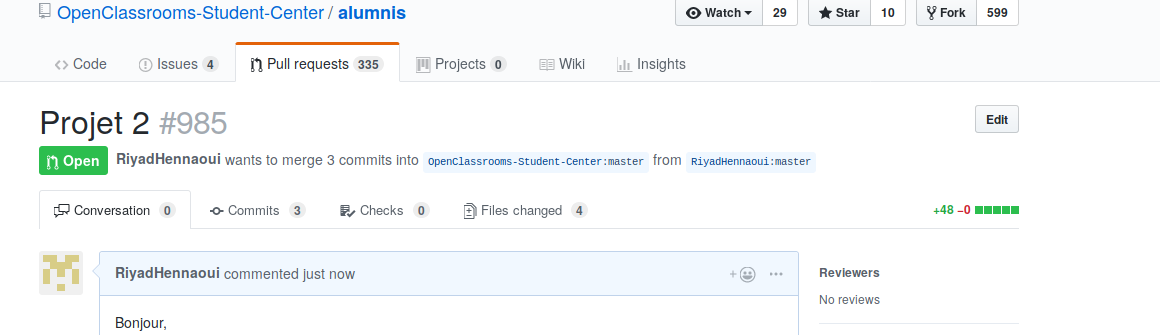 OpenClassrooms-Student-Center / alumnis
Watch 29 Star 10 Fork 599
Code Issues 4 Pull requests 335 Projects 0 Wiki Insights
Projet 2 #985
Edit
Open RiyadHennaoui wants to merge 3 commits into OpenClassrooms-Student-Center:master from RiyadHennaoui:master
Conversation 0 Commits 3 Checks 0 Files changed 4 +48 −0
RiyadHennaoui commented just now
Reviewers
No reviews
Bonjour,